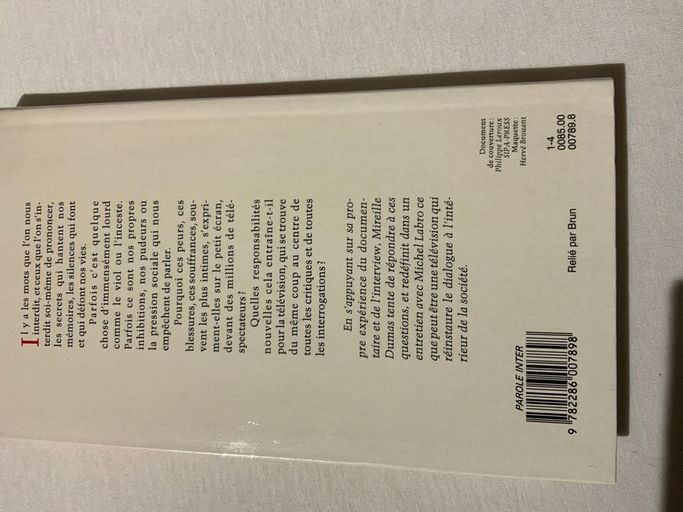 Il y a les mots que l'on nous
interdit, et ceux que l'on s'in-
terdit soi-même de prononcer,
les secrets qui hantent nos
mémoires, les silences qui font
et qui défont nos vies.
Parfois c'est quelque
chose d'immensément lourd
comme le viol ou l'inceste.
Parfois ce sont nos propres
inhibitions, nos pudeurs ou
la pression sociale qui nous
empêchent de parler.
Pourquoi ces peurs, ces
blessures, ces souffrances, sou-
vent les plus intimes, s'expri-
ment-elles sur le petit écran,
devant des millions de télé-
spectateurs ?
Quelles responsabilités
nouvelles cela entraîne-t-il
pour la télévision, qui se trouve
du même coup au centre de
toutes les critiques et de toutes
les interrogations ?
En s'appuyant sur sa pro-
pre expérience du documen-
taire et de l'interview, Mireille
Dumas tente de répondre à ces
questions, et redéfinit dans un
entretien avec Michel Labro ce
que peut être une télévision qui
réinstaure le dialogue à l'inté-
rieur de la société.
Document
de couverture :
Philippe Leroux
SIPA-PRESS
Maquette :
Hervé Brouent
1-4
0085.00
00789.8
Relié par Brun
PAROLE INTER
9 782286 007898